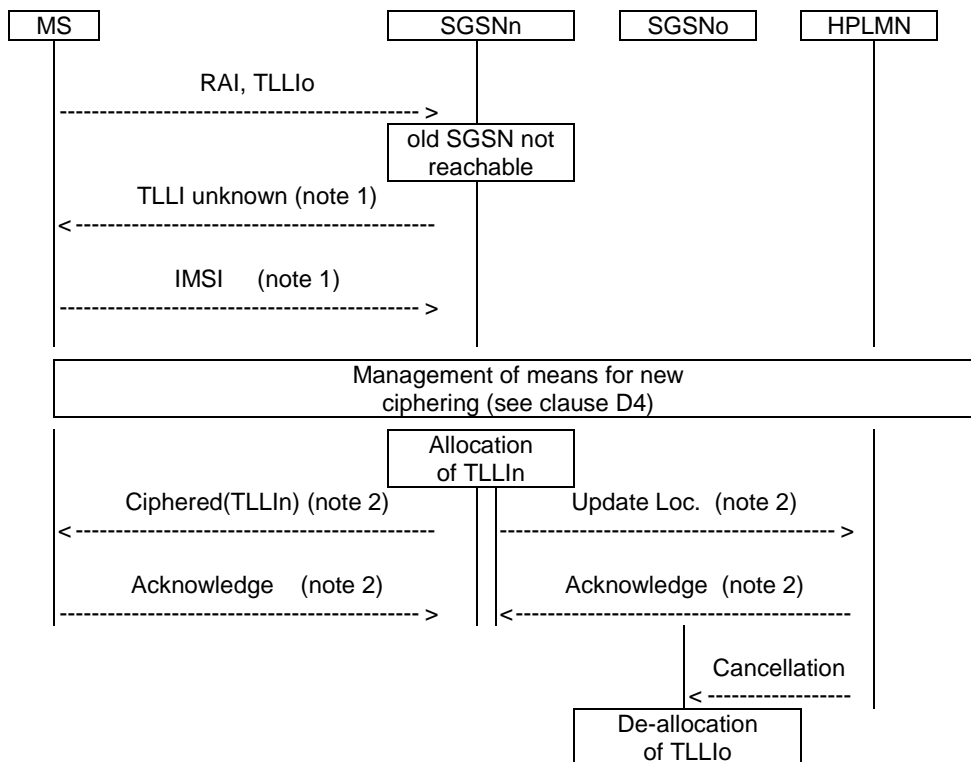 MS SGSNn SGSNo HPLMN
RAI, TLLIo
old SGSN not
reachable
TLLI unknown (note 1)
IMSI (note 1)
Management of means for new
ciphering (see clause D4)
Allocation
of TLLIn
Ciphered(TLLIn) (note 2) Update Loc. (note 2)
Acknowledge (note 2) Acknowledge (note 2)
Cancellation
De-allocation
of TLLIo